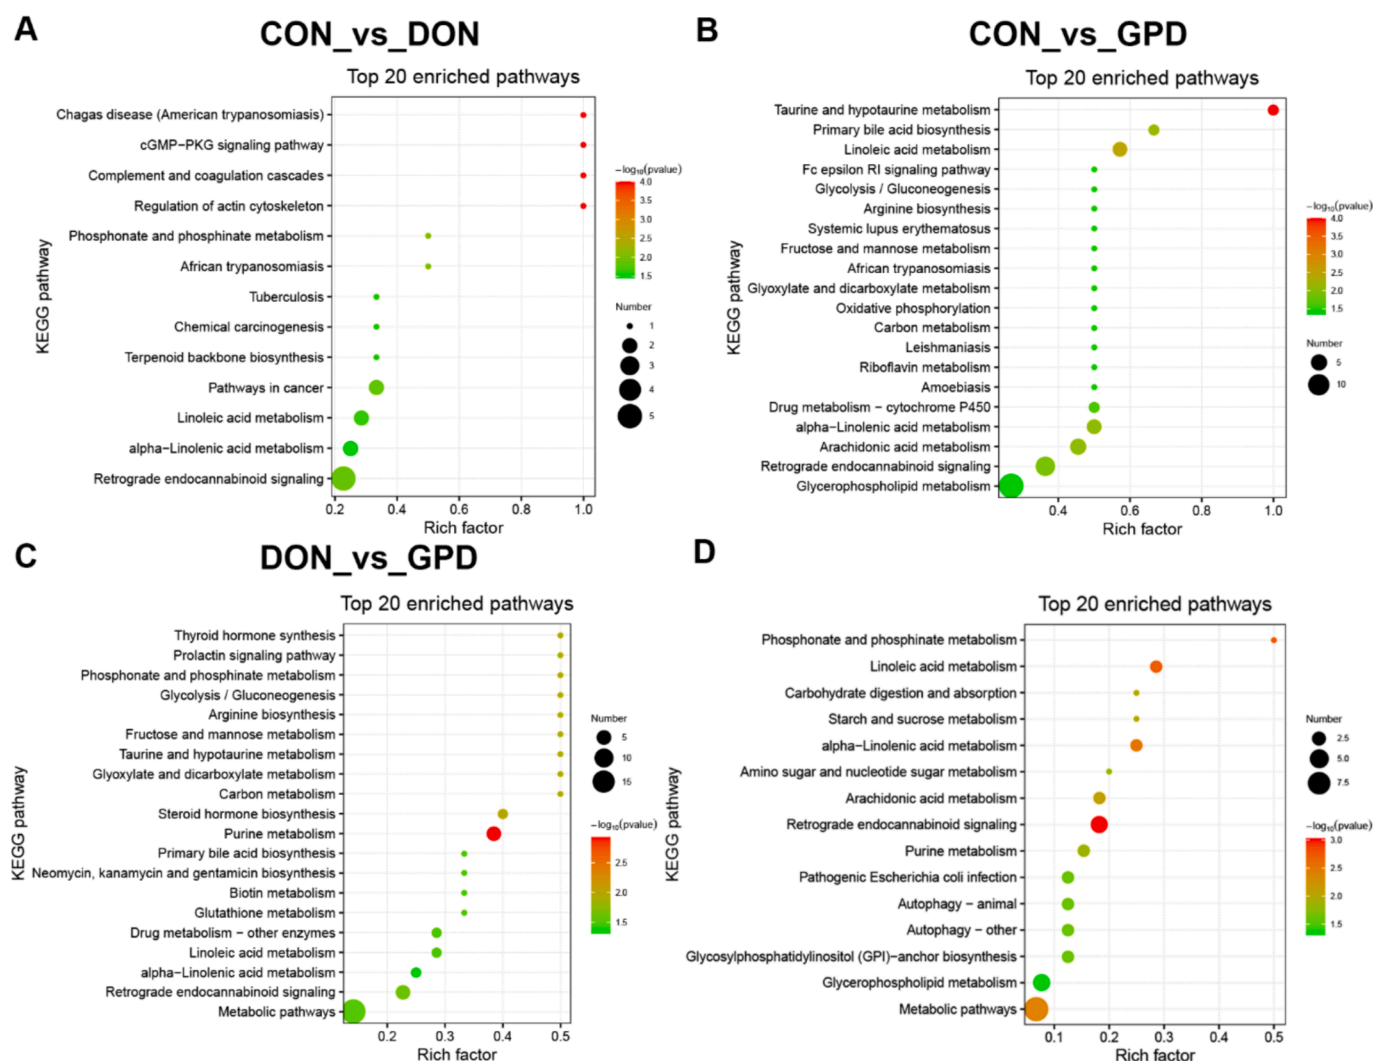 A
CON_vs_DON
Top 20 enriched pathways
KEGG pathway
Chagas disease (American trypanosomiasis)
cGMP−PKG signaling pathway
Complement and coagulation cascades
Regulation of actin cytoskeleton
Phosphonate and phosphinate metabolism
African trypanosomiasis
Tuberculosis
Chemical carcinogenesis
Terpenoid backbone biosynthesis
Pathways in cancer
Linoleic acid metabolism
alpha−Linolenic acid metabolism
Retrograde endocannabinoid signaling
0.2 0.4 0.6 0.8 1.0
Rich factor
−log10(pvalue)
4.0
3.5
3.0
2.5
2.0
1.5
Number
1
2
3
4
5
B
CON_vs_GPD
Top 20 enriched pathways
KEGG pathway
Taurine and hypotaurine metabolism
Primary bile acid biosynthesis
Linoleic acid metabolism
Fc epsilon RI signaling pathway
Glycolysis / Gluconeogenesis
Arginine biosynthesis
Systemic lupus erythematosus
Fructose and mannose metabolism
African trypanosomiasis
Glyoxylate and dicarboxylate metabolism
Oxidative phosphorylation
Carbon metabolism
Leishmaniasis
Riboflavin metabolism
Amoebiasis
Drug metabolism − cytochrome P450
alpha−Linolenic acid metabolism
Arachidonic acid metabolism
Retrograde endocannabinoid signaling
Glycerophospholipid metabolism
0.4 0.6 0.8 1.0
Rich factor
−log10(pvalue)
4.0
3.5
3.0
2.5
2.0
1.5
Number
5
10
C
DON_vs_GPD
Top 20 enriched pathways
KEGG pathway
Thyroid hormone synthesis
Prolactin signaling pathway
Phosphonate and phosphinate metabolism
Glycolysis / Gluconeogenesis
Arginine biosynthesis
Fructose and mannose metabolism
Taurine and hypotaurine metabolism
Glyoxylate and dicarboxylate metabolism
Carbon metabolism
Steroid hormone biosynthesis
Purine metabolism
Primary bile acid biosynthesis
Neomycin, kanamycin and gentamicin biosynthesis
Biotin metabolism
Glutathione metabolism
Drug metabolism − other enzymes
Linoleic acid metabolism
alpha−Linolenic acid metabolism
Retrograde endocannabinoid signaling
Metabolic pathways
0.2 0.3 0.4 0.5
Rich factor
Number
5
10
15
−log10(pvalue)
2.5
2.0
1.5
D
Top 20 enriched pathways
KEGG pathway
Phosphonate and phosphinate metabolism
Linoleic acid metabolism
Carbohydrate digestion and absorption
Starch and sucrose metabolism
alpha−Linolenic acid metabolism
Amino sugar and nucleotide sugar metabolism
Arachidonic acid metabolism
Retrograde endocannabinoid signaling
Purine metabolism
Pathogenic Escherichia coli infection
Autophagy − animal
Autophagy − other
Glycosylphosphatidylinositol (GPI)−anchor biosynthesis
Glycerophospholipid metabolism
Metabolic pathways
0.1 0.2 0.3 0.4 0.5
Rich factor
Number
2.5
5.0
7.5
−log10(pvalue)
3.0
2.5
2.0
1.5